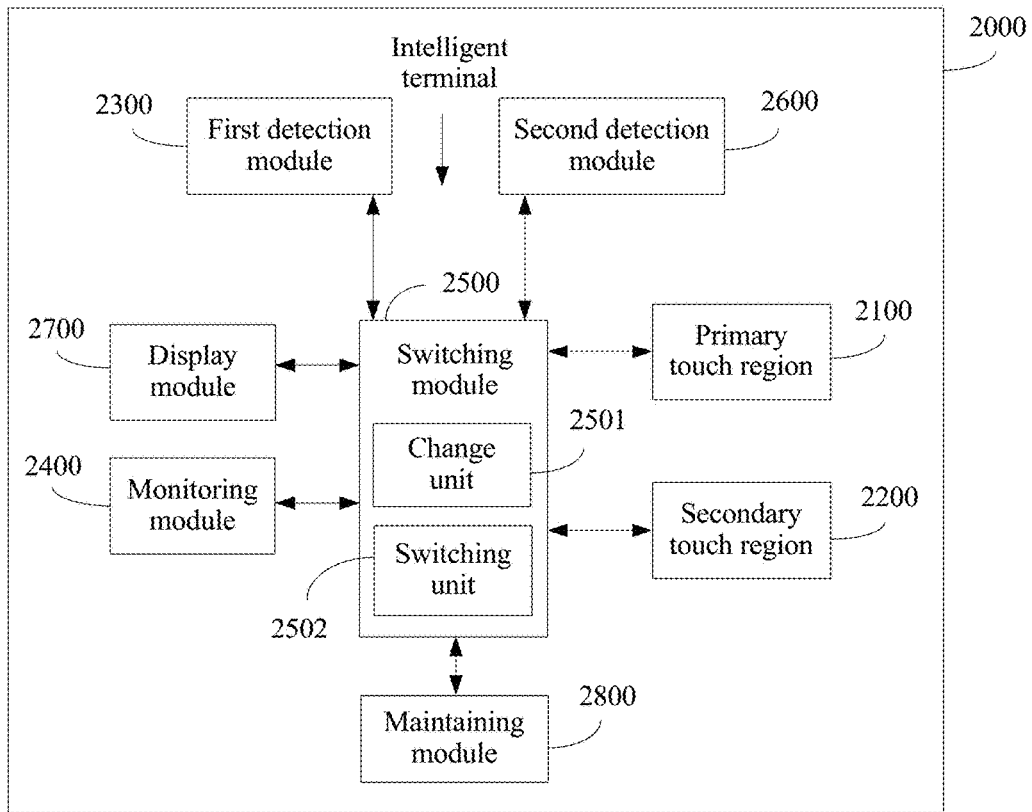 2000
Intelligent
terminal
2300
First detection
module
Second detection
module
2600
2500
2700
Display
module
Switching
module
2100
Primary
touch region
2400
Monitoring
module
Change
unit
2501
Secondary
touch region
2200
Switching
unit
2502
Maintaining
module
2800